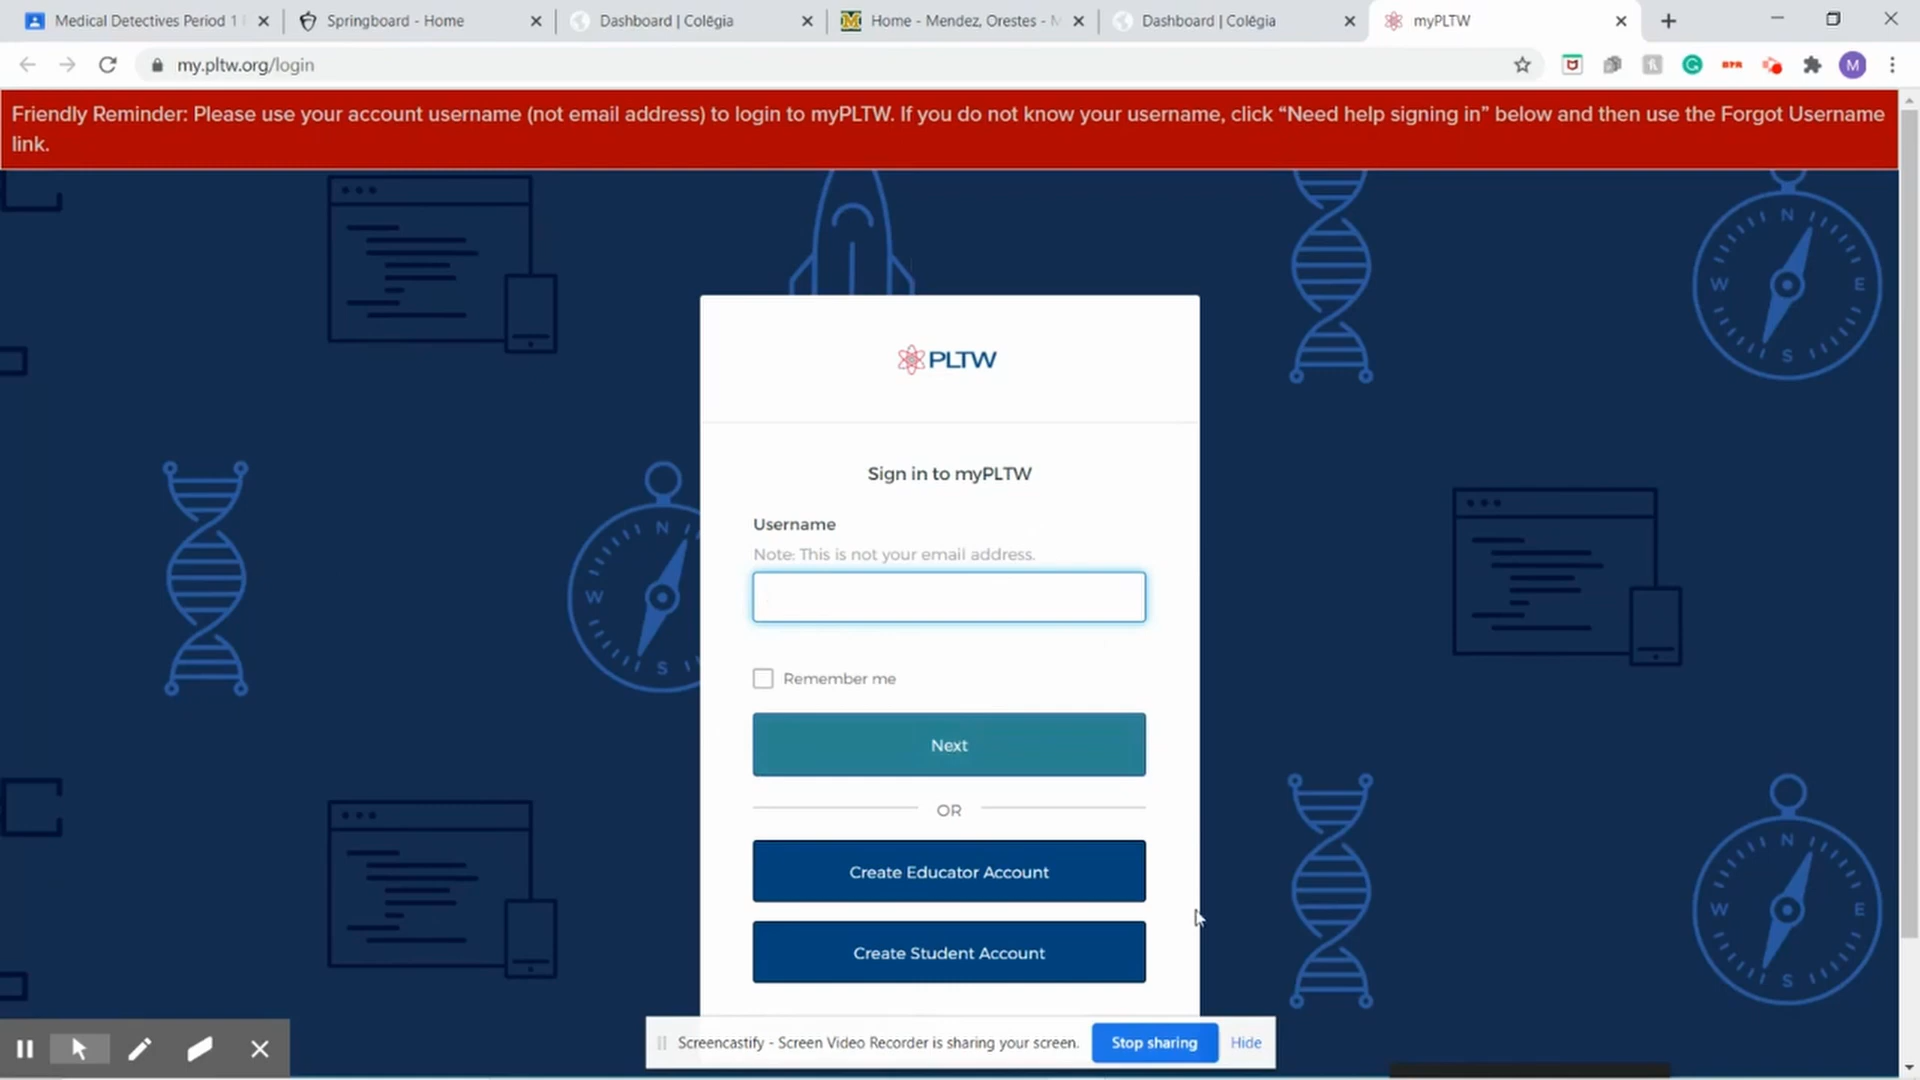 Medical Detectives Period 1
Springboard - Home
Dashboard | Colëgia
Home - Mendez, Orestes - M
Dashboard | Colëgia
myPLTW
my.pltw.org/login
M
Friendly Reminder: Please use your account username (not email address) to login to myPLTW. If you do not know your username, click “Need help signing in” below and then use the Forgot Username
link.
N
W
E
S
PLTW
Sign in to myPLTW
Username
Note: This is not your email address.
N
W
S
Remember me
Next
OR
Create Educator Account
Create Student Account
N
W
E
S
Screencastify - Screen Video Recorder is sharing your screen.
Stop sharing
Hide